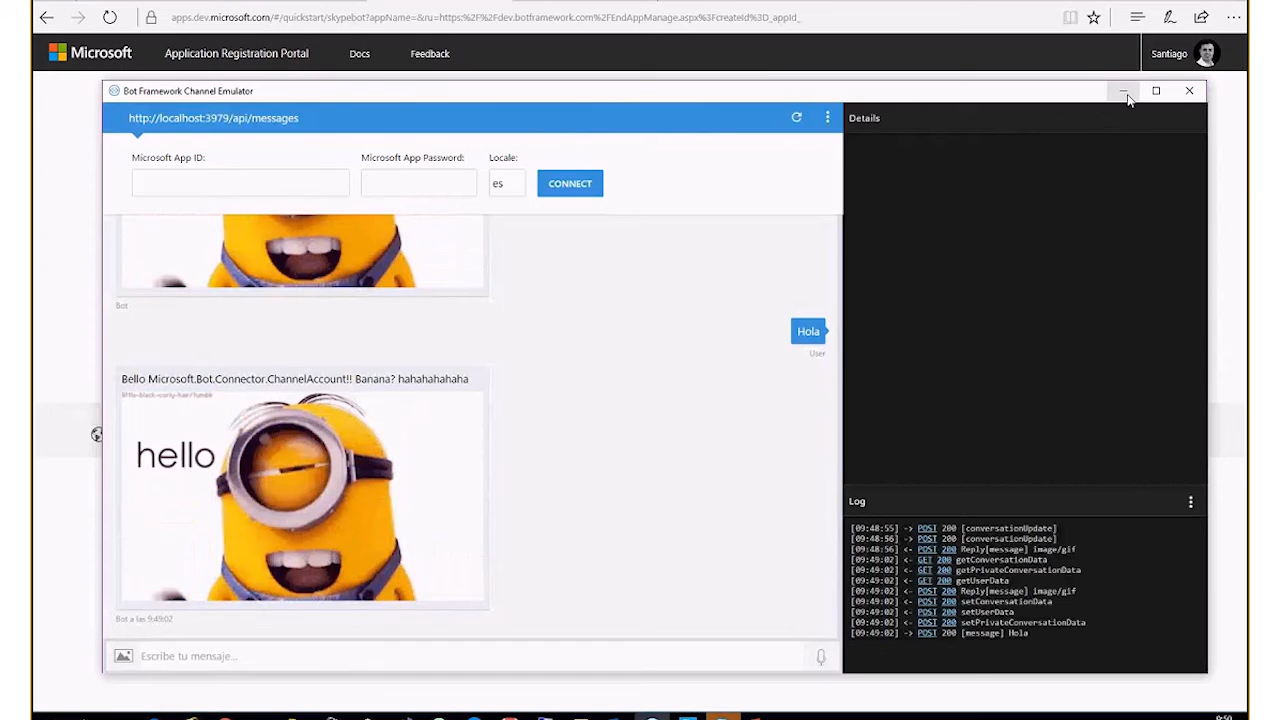 apps.dev.microsoft.com/#/quickstart/skypebot?appName=&ru=https:%2F%2Fdev.botframework.com%2FEndAppManage.aspx%3FcreateId%3D_appId_
Microsoft
Application Registration Portal
Docs
Feedback
Santiago
Bot Framework Channel Emulator
http://localhost:3979/api/messages
Details
Microsoft App ID:
Microsoft App Password:
Locale:
es
CONNECT
Bot
Hola
User
Bello Microsoft.Bot.Connector.ChannelAccount!! Banana? hahahahahaha
hello
Bot a las 9:49:02
Escribe tu mensaje...
Log
[09:48:55] -> POST 200 [conversationUpdate]
[09:48:56] -> POST 200 [conversationUpdate]
[09:48:56] <- POST 200 Reply[message] image/gif
[09:49:02] <- GET 200 getConversationData
[09:49:02] <- GET 200 getPrivateConversationData
[09:49:02] <- GET 200 getUserData
[09:49:02] <- POST 200 Reply[message] image/gif
[09:49:02] <- POST 200 setConversationData
[09:49:02] <- POST 200 setUserData
[09:49:02] <- POST 200 setPrivateConversationData
[09:49:02] -> POST 200 [message] Hola